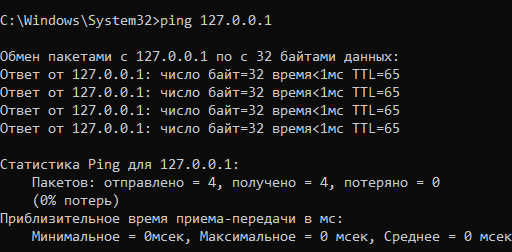 C:\Windows\System32>ping 127.0.0.1
Обмен пакетами с 127.0.0.1 по с 32 байтами данных:
Ответ от 127.0.0.1: число байт=32 время<1мс TTL=65
Ответ от 127.0.0.1: число байт=32 время<1мс TTL=65
Ответ от 127.0.0.1: число байт=32 время<1мс TTL=65
Ответ от 127.0.0.1: число байт=32 время<1мс TTL=65
Статистика Ping для 127.0.0.1:
Пакетов: отправлено = 4, получено = 4, потеряно = 0
(0% потерь)
Приблизительное время приема-передачи в мс:
Минимальное = 0мсек, Максимальное = 0 мсек, Среднее = 0 мсек